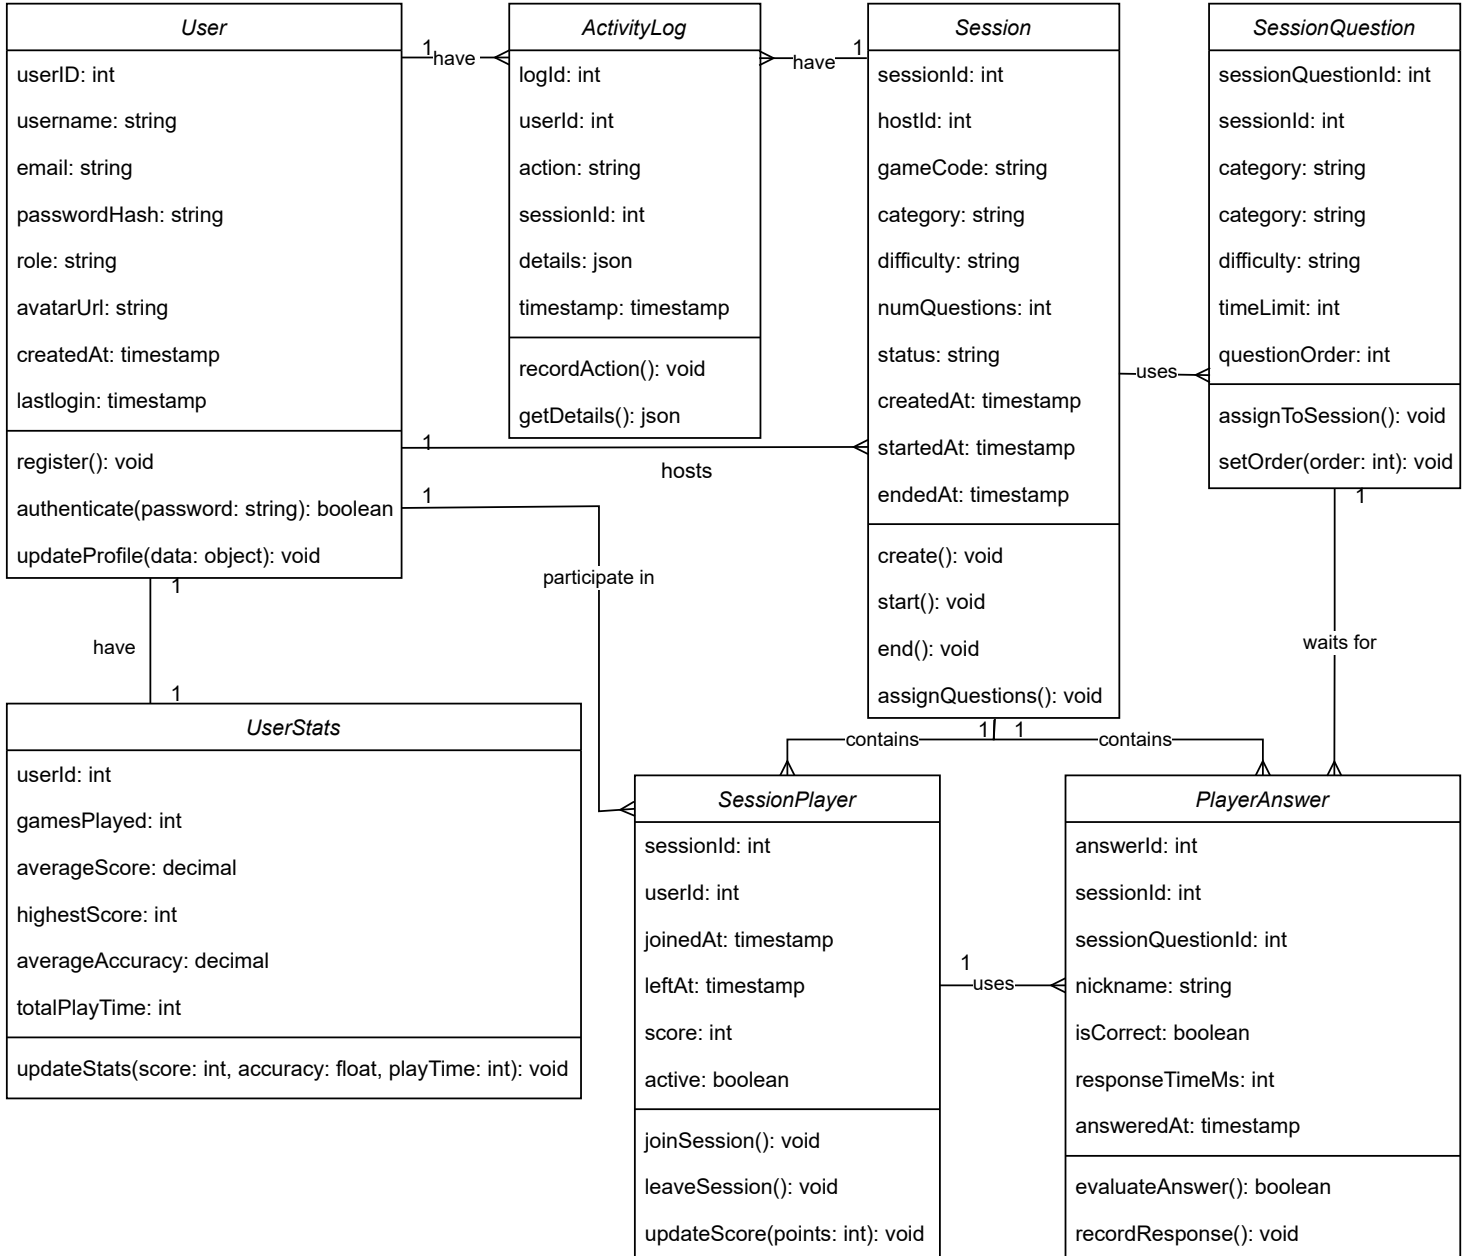 User
userID: int
username: string
email: string
passwordHash: string
role: string
avatarUrl: string
createdAt: timestamp
lastlogin: timestamp
register(): void
authenticate(password: string): boolean
updateProfile(data: object): void
1
have
ActivityLog
logId: int
userId: int
action: string
sessionId: int
details: json
timestamp: timestamp
recordAction(): void
getDetails(): json
1
have
Session
sessionId: int
hostId: int
gameCode: string
category: string
difficulty: string
numQuestions: int
status: string
createdAt: timestamp
startedAt: timestamp
endedAt: timestamp
create(): void
start(): void
end(): void
assignQuestions(): void
uses
SessionQuestion
sessionQuestionId: int
sessionId: int
category: string
category: string
difficulty: string
timeLimit: int
questionOrder: int
assignToSession(): void
setOrder(order: int): void
1
hosts
1
participate in
1
have
1
1
waits for
1
contains
1
contains
UserStats
userId: int
gamesPlayed: int
averageScore: decimal
highestScore: int
averageAccuracy: decimal
totalPlayTime: int
updateStats(score: int, accuracy: float, playTime: int): void
SessionPlayer
sessionId: int
userId: int
joinedAt: timestamp
leftAt: timestamp
score: int
active: boolean
joinSession(): void
leaveSession(): void
updateScore(points: int): void
1
uses
PlayerAnswer
answerId: int
sessionId: int
sessionQuestionId: int
nickname: string
isCorrect: boolean
responseTimeMs: int
answeredAt: timestamp
evaluateAnswer(): boolean
recordResponse(): void